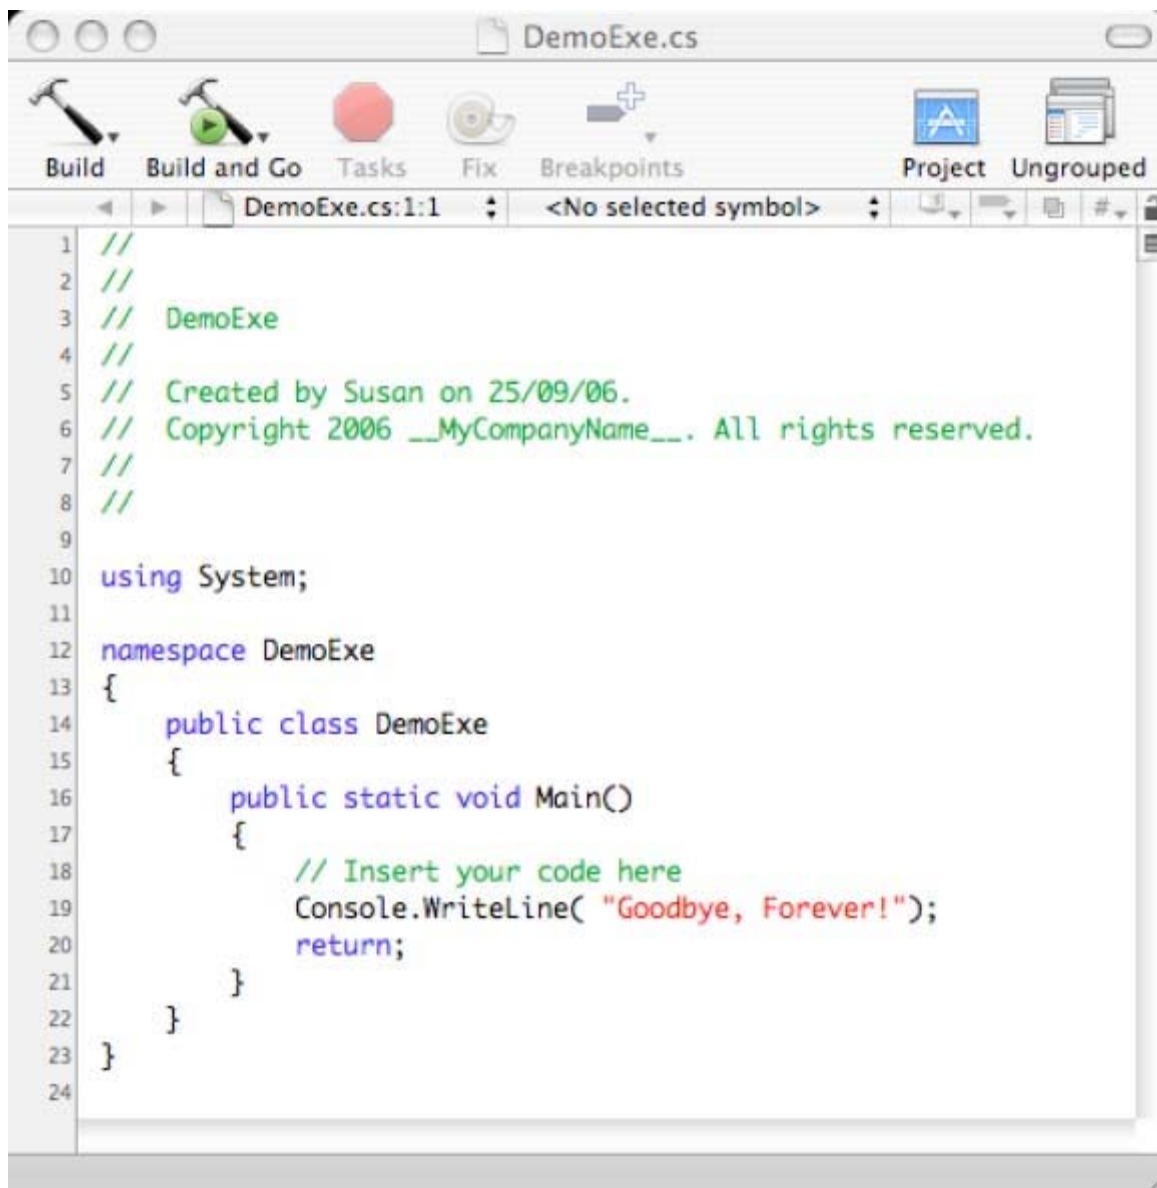 DemoExe.cs
Build Build and Go Tasks Fix Breakpoints Project Ungrouped
DemoExe.cs:1:1 <No selected symbol> #
1 //
2 //
3 //  DemoExe
4 //
5 //  Created by Susan on 25/09/06.
6 //  Copyright 2006 __MyCompanyName__. All rights reserved.
7 //
8 //
9
10 using System;
11
12 namespace DemoExe
13 {
14     public class DemoExe
15     {
16         public static void Main()
17         {
18             // Insert your code here
19             Console.WriteLine( "Goodbye, Forever!");
20             return;
21         }
22     }
23 }
24